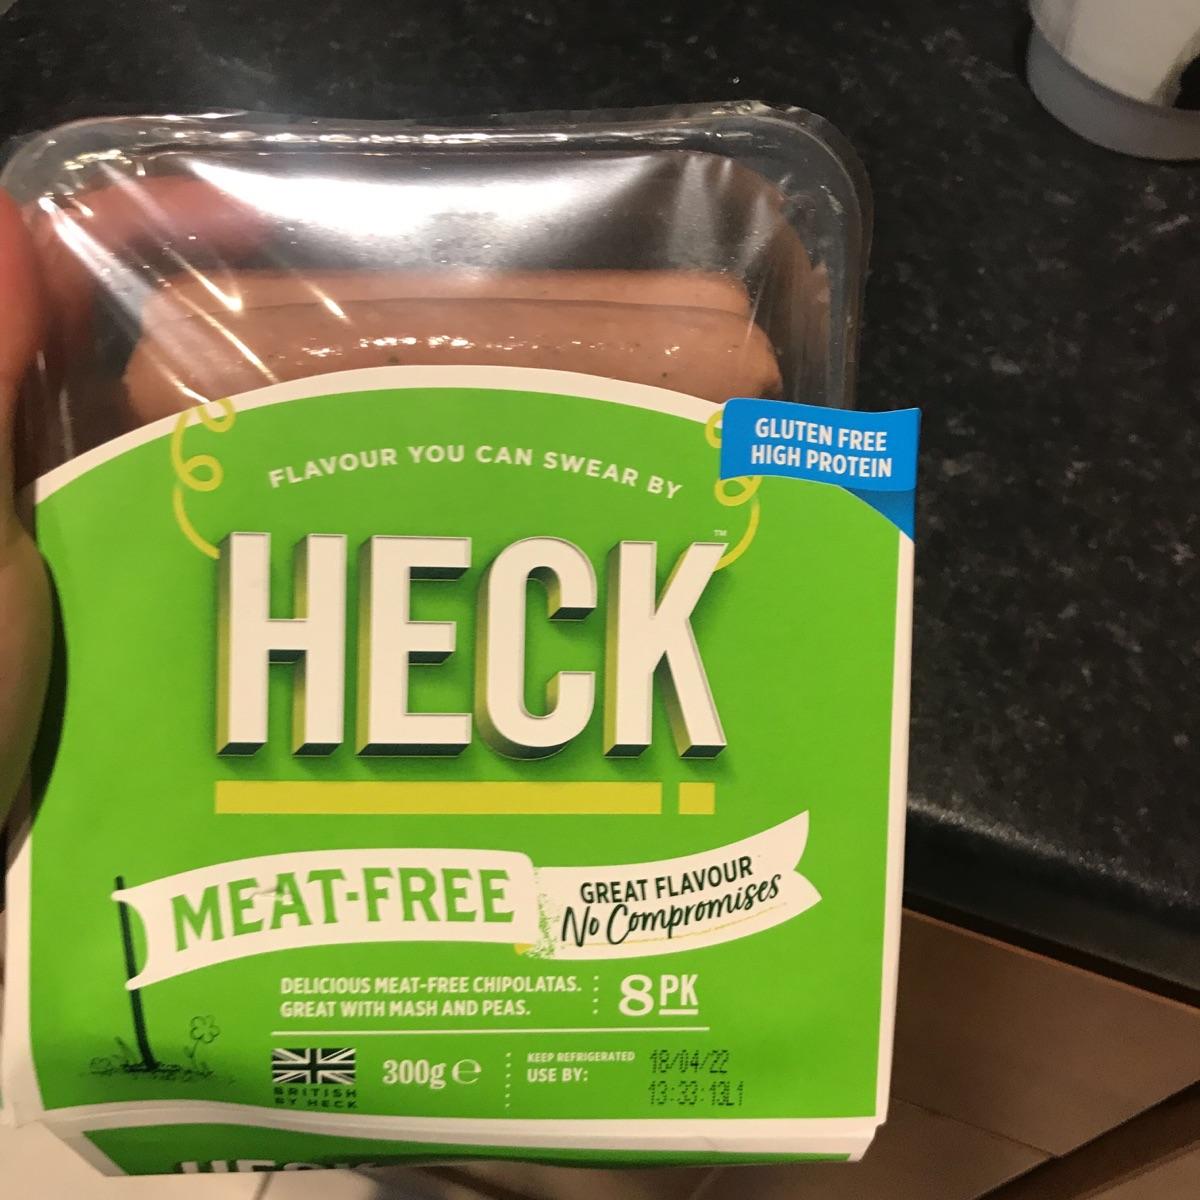 FLAVOUR YOU CAN SWEAR BY
GLUTEN FREE
HIGH PROTEIN
HECK™
MEAT-FREE
GREAT FLAVOUR
No Compromises
DELICIOUS MEAT-FREE CHIPOLATAS.
GREAT WITH MASH AND PEAS.
8PK
BRITISH
BY HECK
300g ℮
KEEP REFRIGERATED
USE BY:
18/04/22
13:33:13L1
HECK